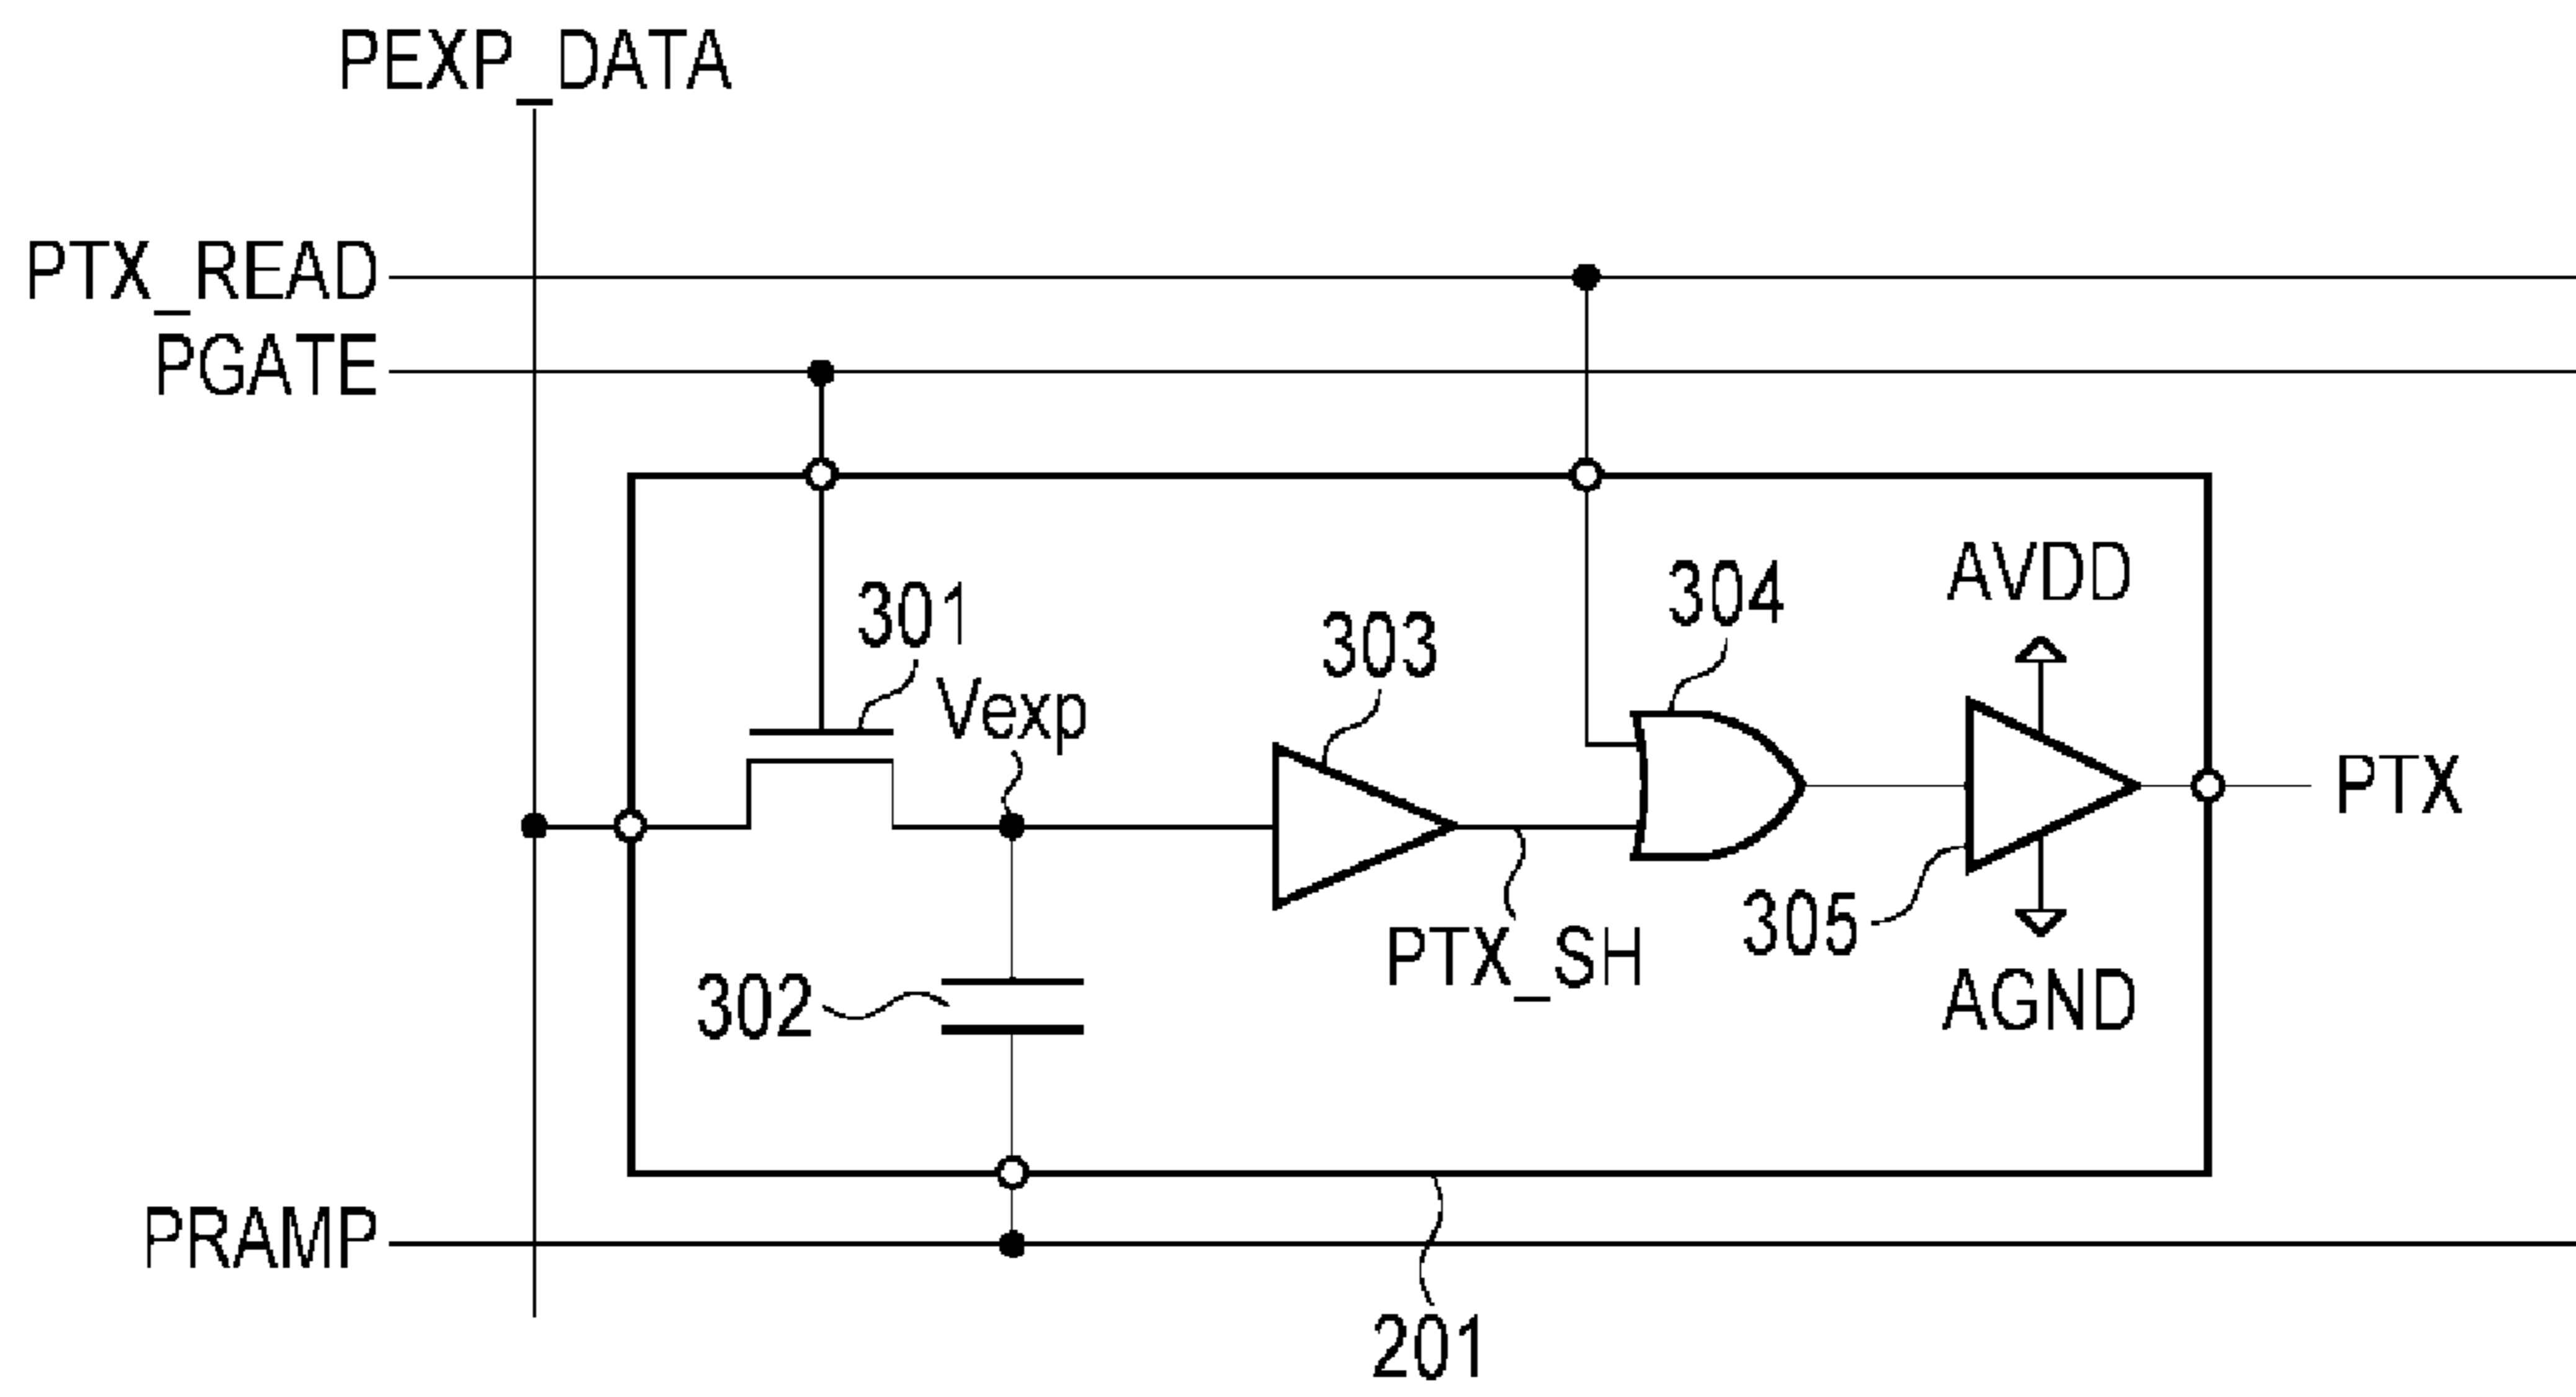 PEXP_DATA
PTX_READ
PGATE
301
Vexp
303
304
AVDD
PTX
302
PTX_SH
305
AGND
PRAMP
201